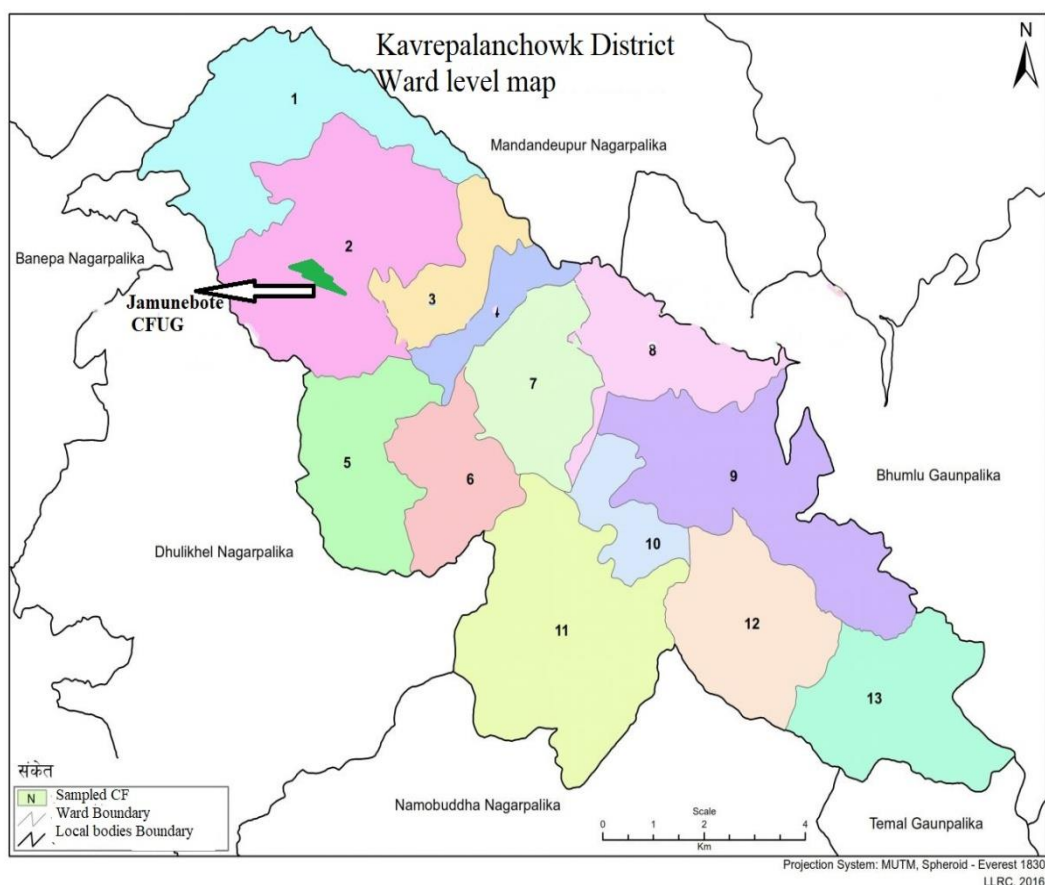 Kavrepalanchowk District
Ward level map
N
1
Mandandeupur Nagarpalika
2
Banepa Nagarpalika
Jamunebote
CFUG
3
4
8
7
5
6
9
Bhumlu Gaunpalika
10
Dhulikhel Nagarpalika
11
12
13
संकेत
N Sampled CF
Ward Boundary
Local bodies Boundary
Namobuddha Nagarpalika
Scale
0 1 2 4
Km
Temal Gaunpalika
Projection System: MUTM, Spheroid - Everest 1830
LLRC, 2016